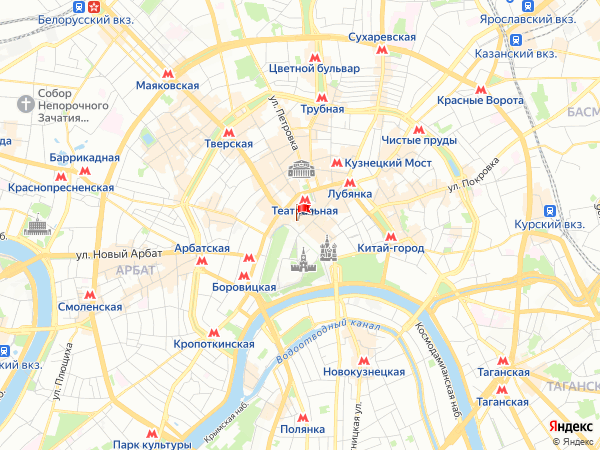 Белорусский вкз.
Ярославский вкз.
Сухаревская
Казанский вкз.
Цветной бульвар
Маяковская
Собор
Непорочного
Зачатия...
Красные Ворота
ул. Петровка
Трубная
БАСМ
Тверская
Чистые пруды
да
Баррикадная
Кузнецкий Мост
ул. Покровка
Краснопресненская
Лубянка
Театральная
Курский вкз.
ул. Новый Арбат
Арбатская
Китай-город
АРБАТ
Боровицкая
Смоленская
Водоотводный канал
Космодамианская наб.
Кропоткинская
ский вкз.
ул. Плющиха
Новокузнецкая
Таганская
ТАГАНСК
Таганская
Крымская наб.
тницкая ул.
Полянка
Парк культуры
Яндекс
© Яндекс